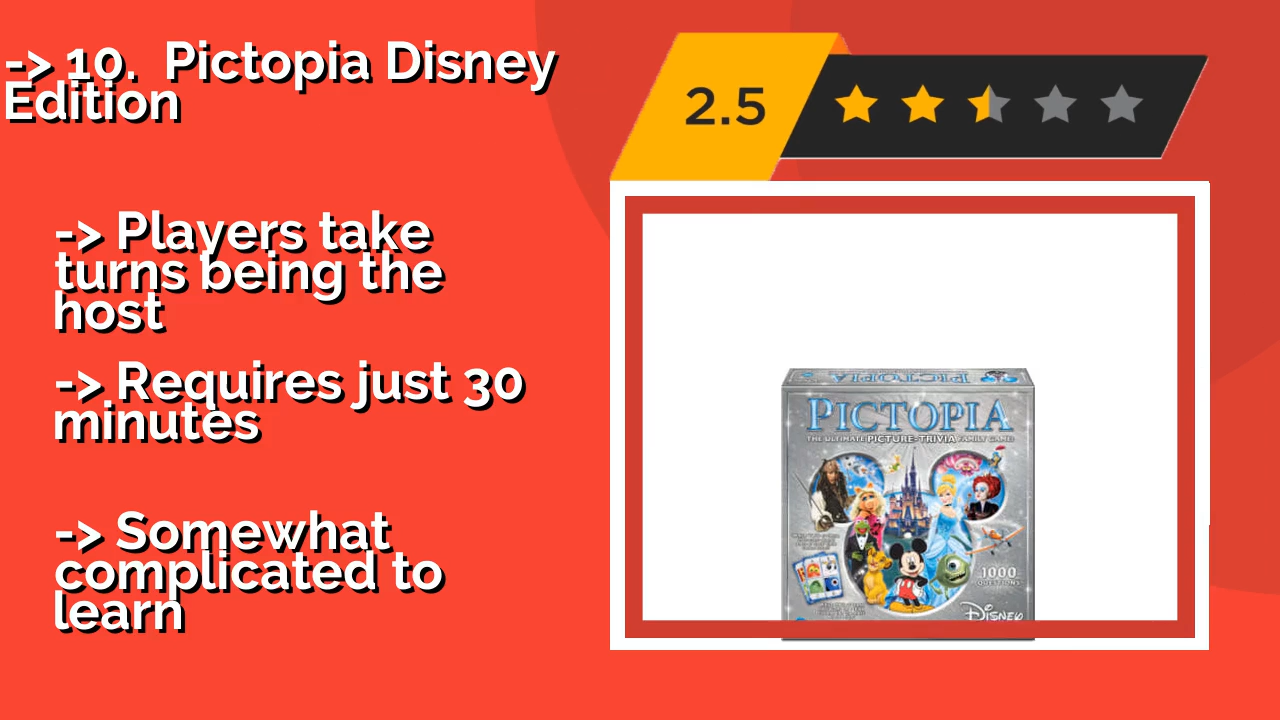 -> 10.  Pictopia Disney
Edition
2.5
-> Players take
turns being the
host
-> Requires just 30
minutes
-> Somewhat
complicated to
learn
PICTOPIA
PICTOPIA
THE ULTIMATE PICTURE-TRIVIA FAMILY GAME!
1000
QUESTIONS
DISNEY